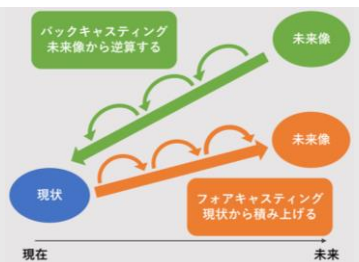 バックキャスティング
未来像から逆算する
未来像
未来像
現状
フォアキャスティング
現状から積み上げる
現在
未来